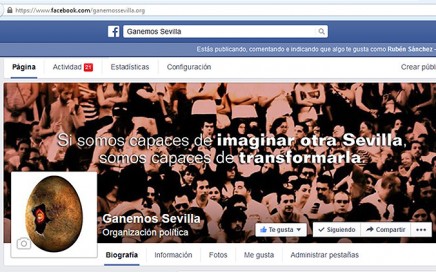 https://www.facebook.com/ganemossevilla.org
Ganemos Sevilla
Estás publicando, comentando e indicando que algo te gusta como Rubén Sánchez -
Página Actividad 21 Estadísticas Configuración Crear públ
Si somos capaces de imaginar otra Sevilla,
somos capaces de transformarla.
Ganemos Sevilla
Organización política
Te gusta Siguiendo Compartir ...
Biografía Información Fotos Me gusta Administrar pestañas